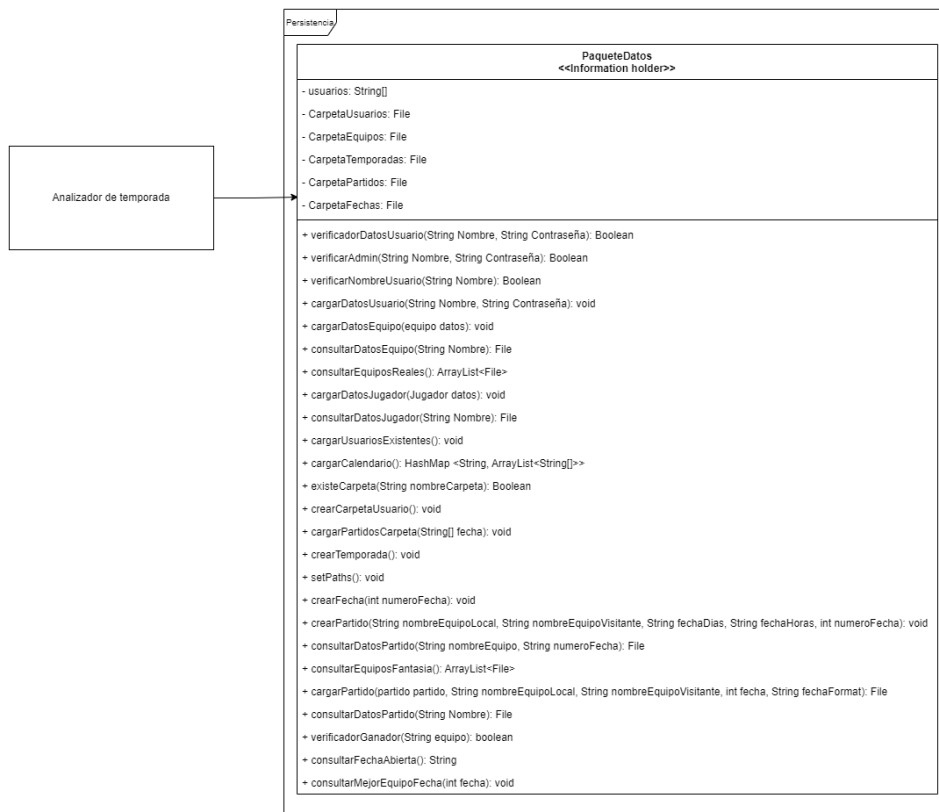 Persistencia
PaqueteDatos
<<Information holder>>
- usuarios: String[]
- CarpetaUsuarios: File
- CarpetaEquipos: File
- CarpetaTemporadas: File
- CarpetaPartidos: File
- CarpetaFechas: File
Analizador de temporada
+ verificadorDatosUsuario(String Nombre, String Contraseña): Boolean
+ verificarAdmin(String Nombre, String Contraseña): Boolean
+ verificarNombreUsuario(String Nombre): Boolean
+ cargarDatosUsuario(String Nombre, String Contraseña): void
+ cargarDatosEquipo(equipo datos): void
+ consultarDatosEquipo(String Nombre): File
+ consultarEquiposReales(): ArrayList<File>
+ cargarDatosJugador(Jugador datos): void
+ consultarDatosJugador(String Nombre): File
+ cargarUsuariosExistentes(): void
+ cargarCalendario(): HashMap <String, ArrayList<String[]>>
+ existeCarpeta(String nombreCarpeta): Boolean
+ crearCarpetaUsuario(): void
+ cargarPartidosCarpeta(String[] fecha): void
+ crearTemporada(): void
+ setPaths(): void
+ crearFecha(int numeroFecha): void
+ crearPartido(String nombreEquipoLocal, String nombreEquipoVisitante, String fechaDias, String fechaHoras, int numeroFecha): void
+ consultarDatosPartido(String nombreEquipo, String numeroFecha): File
+ consultarEquiposFantasia(): ArrayList<File>
+ cargarPartido(partido partido, String nombreEquipoLocal, String nombreEquipoVisitante, int fecha, String fechaFormat): File
+ consultarDatosPartido(String Nombre): File
+ verificadorGanador(String equipo): boolean
+ consultarFechaAbierta(): String
+ consultarMejorEquipoFecha(int fecha): void